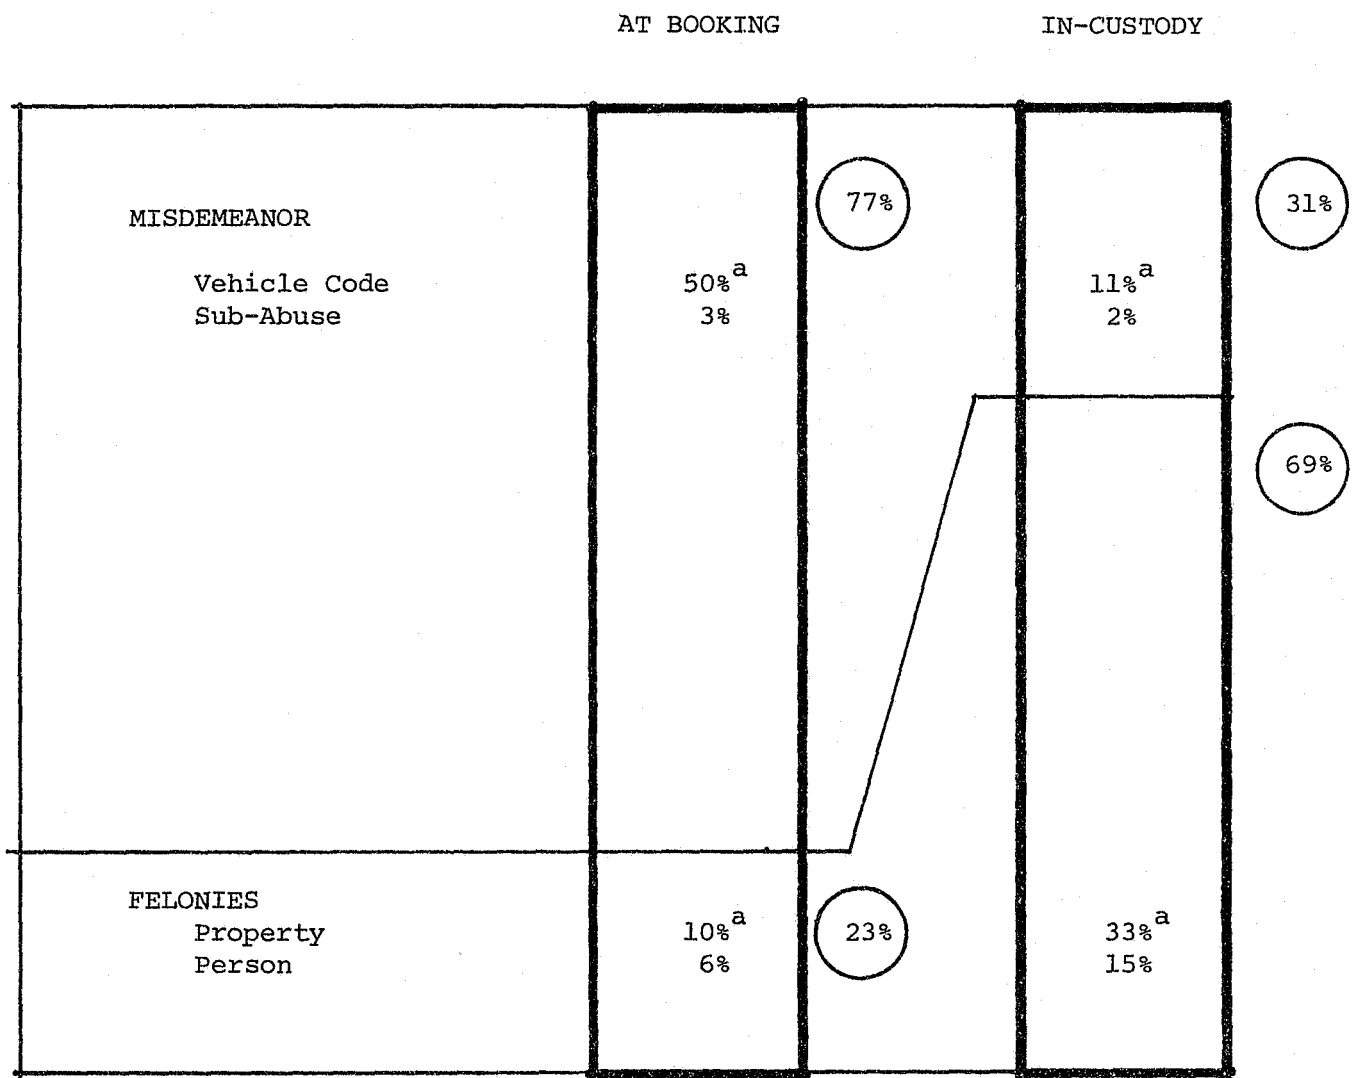 AT BOOKING IN-CUSTODY
77% 31%
MISDEMEANOR
Vehicle Code 50%a 11%a
Sub-Abuse 3% 2%
69%
FELONIES
Property 10%a 23% 33%a
Person 6% 15%